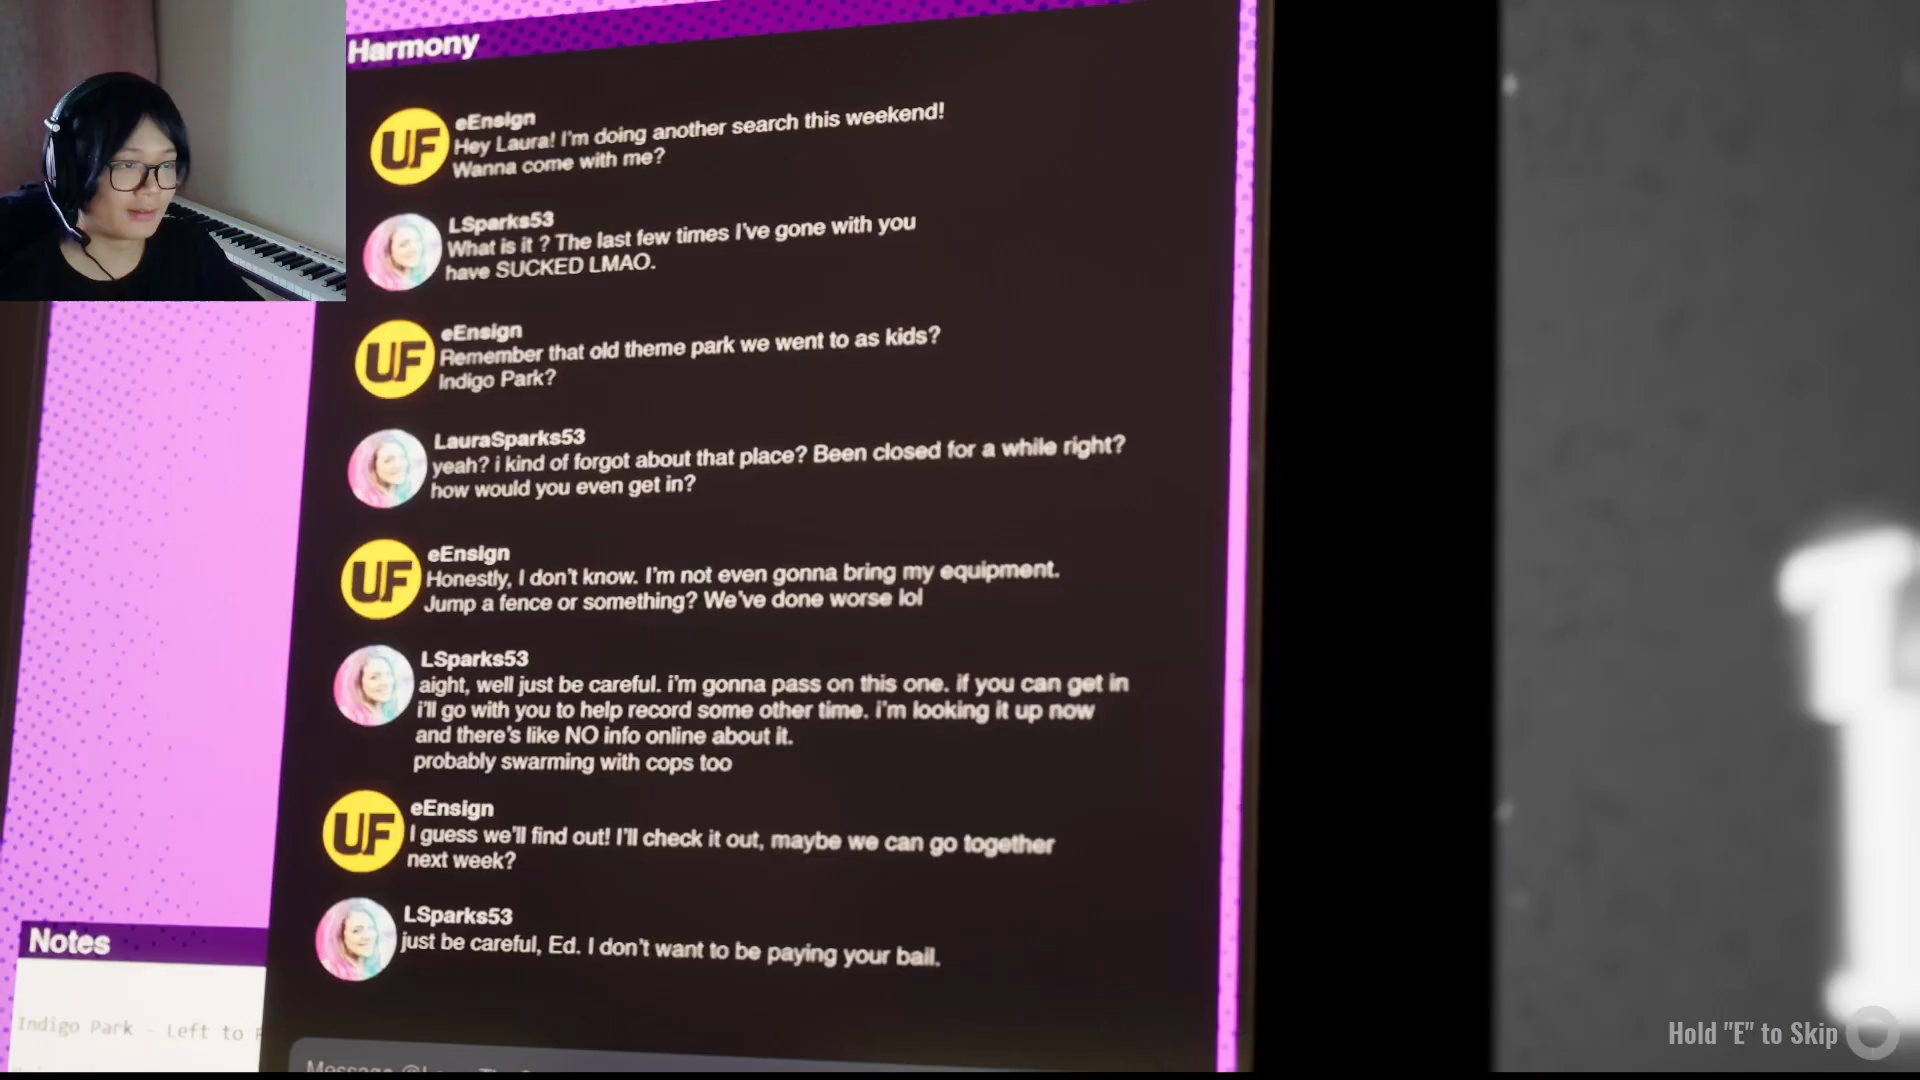 Harmony
UF
eEnsign
Hey Laura! I'm doing another search this weekend!
Wanna come with me?
LSparks53
What is it ? The last few times I've gone with you
have SUCKED LMAO.
UF
eEnsign
Remember that old theme park we went to as kids?
Indigo Park?
LauraSparks53
yeah? i kind of forgot about that place? Been closed for a while right?
how would you even get in?
UF
eEnsign
Honestly, I don't know. I'm not even gonna bring my equipment.
Jump a fence or something? We've done worse lol
LSparks53
aight, well just be careful. i'm gonna pass on this one. if you can get in
i'll go with you to help record some other time. i'm looking it up now
and there's like NO info online about it.
probably swarming with cops too
UF
eEnsign
I guess we'll find out! I'll check it out, maybe we can go together
next week?
LSparks53
just be careful, Ed. I don't want to be paying your bail.
Notes
Indigo Park - Left to
Message
Hold "E" to Skip